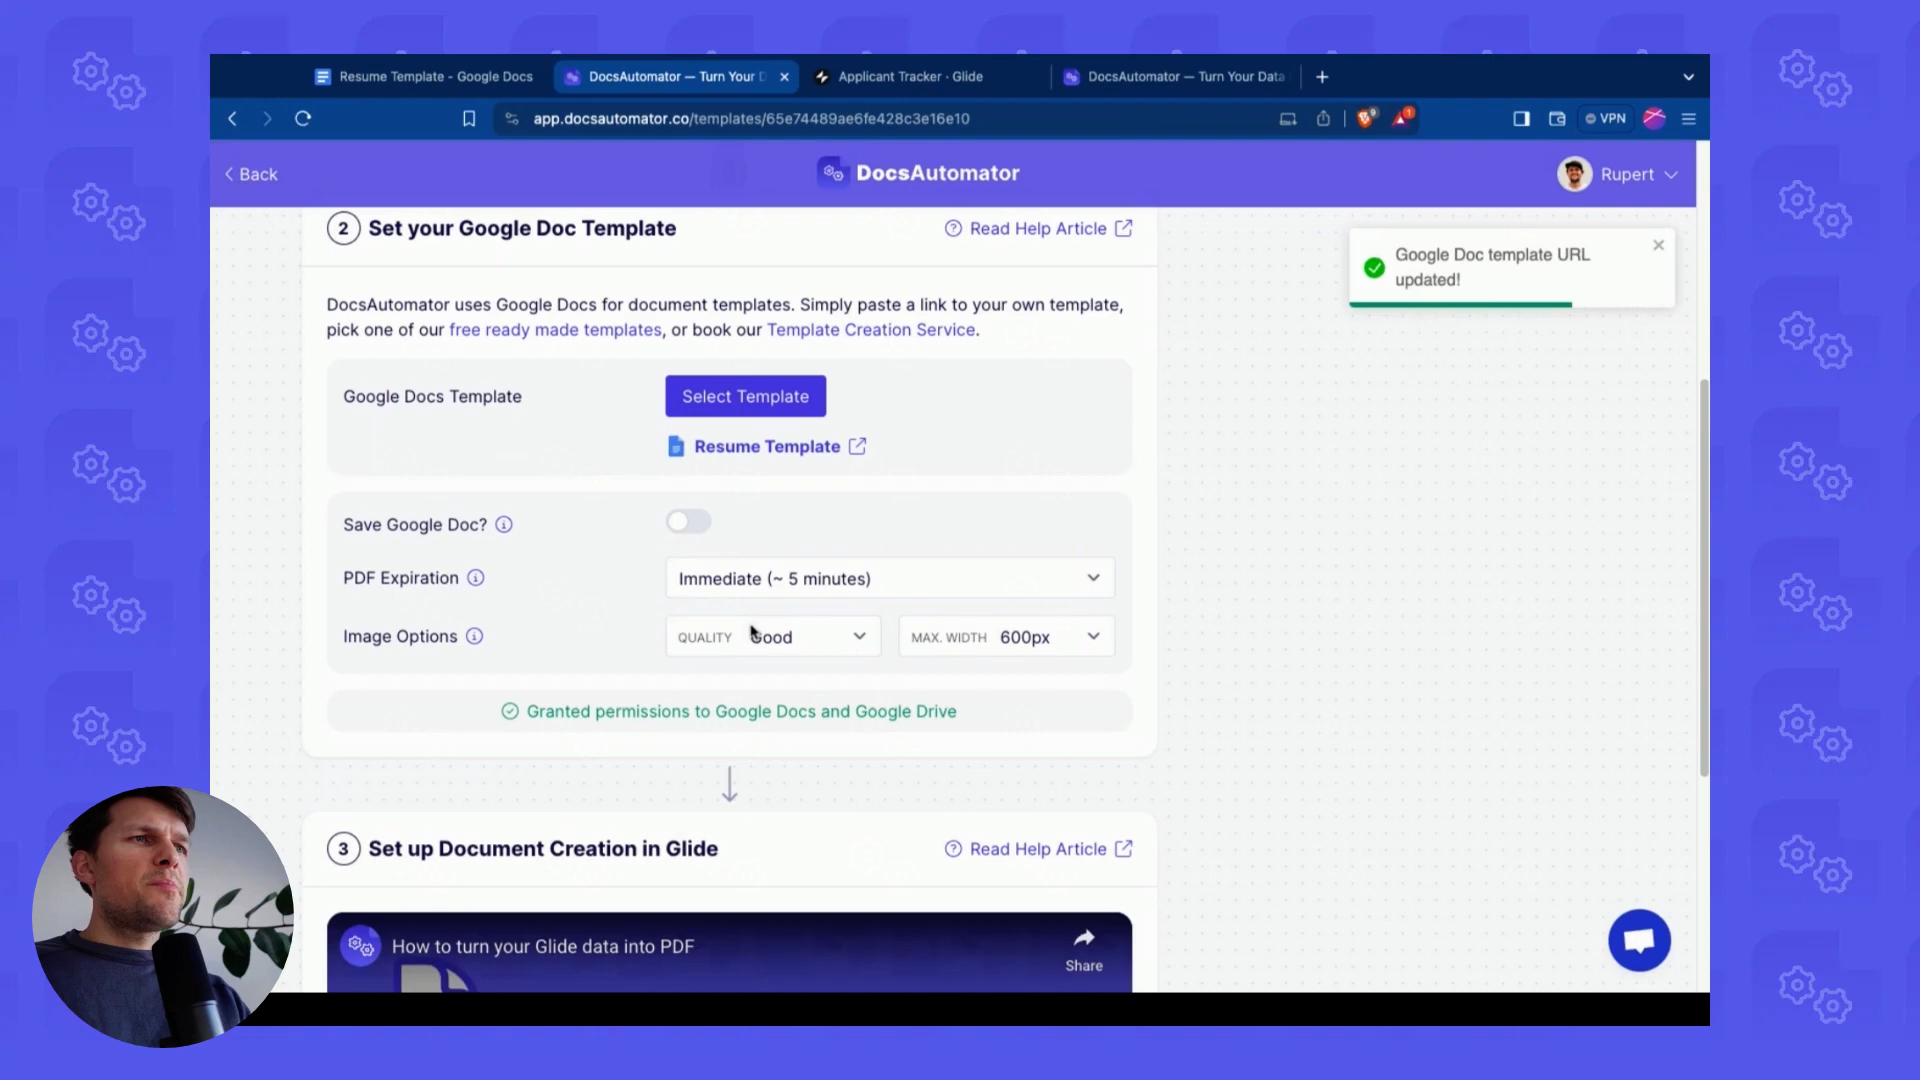 Resume Template - Google Docs
DocsAutomator — Turn Your D
Applicant Tracker · Glide
DocsAutomator — Turn Your Data
app.docsautomator.co/templates/65e74489ae6fe428c3e16e10
VPN
Back
DocsAutomator
Rupert
2
Set your Google Doc Template
Read Help Article
Google Doc template URL
updated!
DocsAutomator uses Google Docs for document templates. Simply paste a link to your own template,
pick one of our free ready made templates, or book our Template Creation Service.
Google Docs Template
Select Template
Resume Template
Save Google Doc?
PDF Expiration
Immediate (~ 5 minutes)
Image Options
QUALITY Good
MAX. WIDTH 600px
Granted permissions to Google Docs and Google Drive
3
Set up Document Creation in Glide
Read Help Article
How to turn your Glide data into PDF
Share